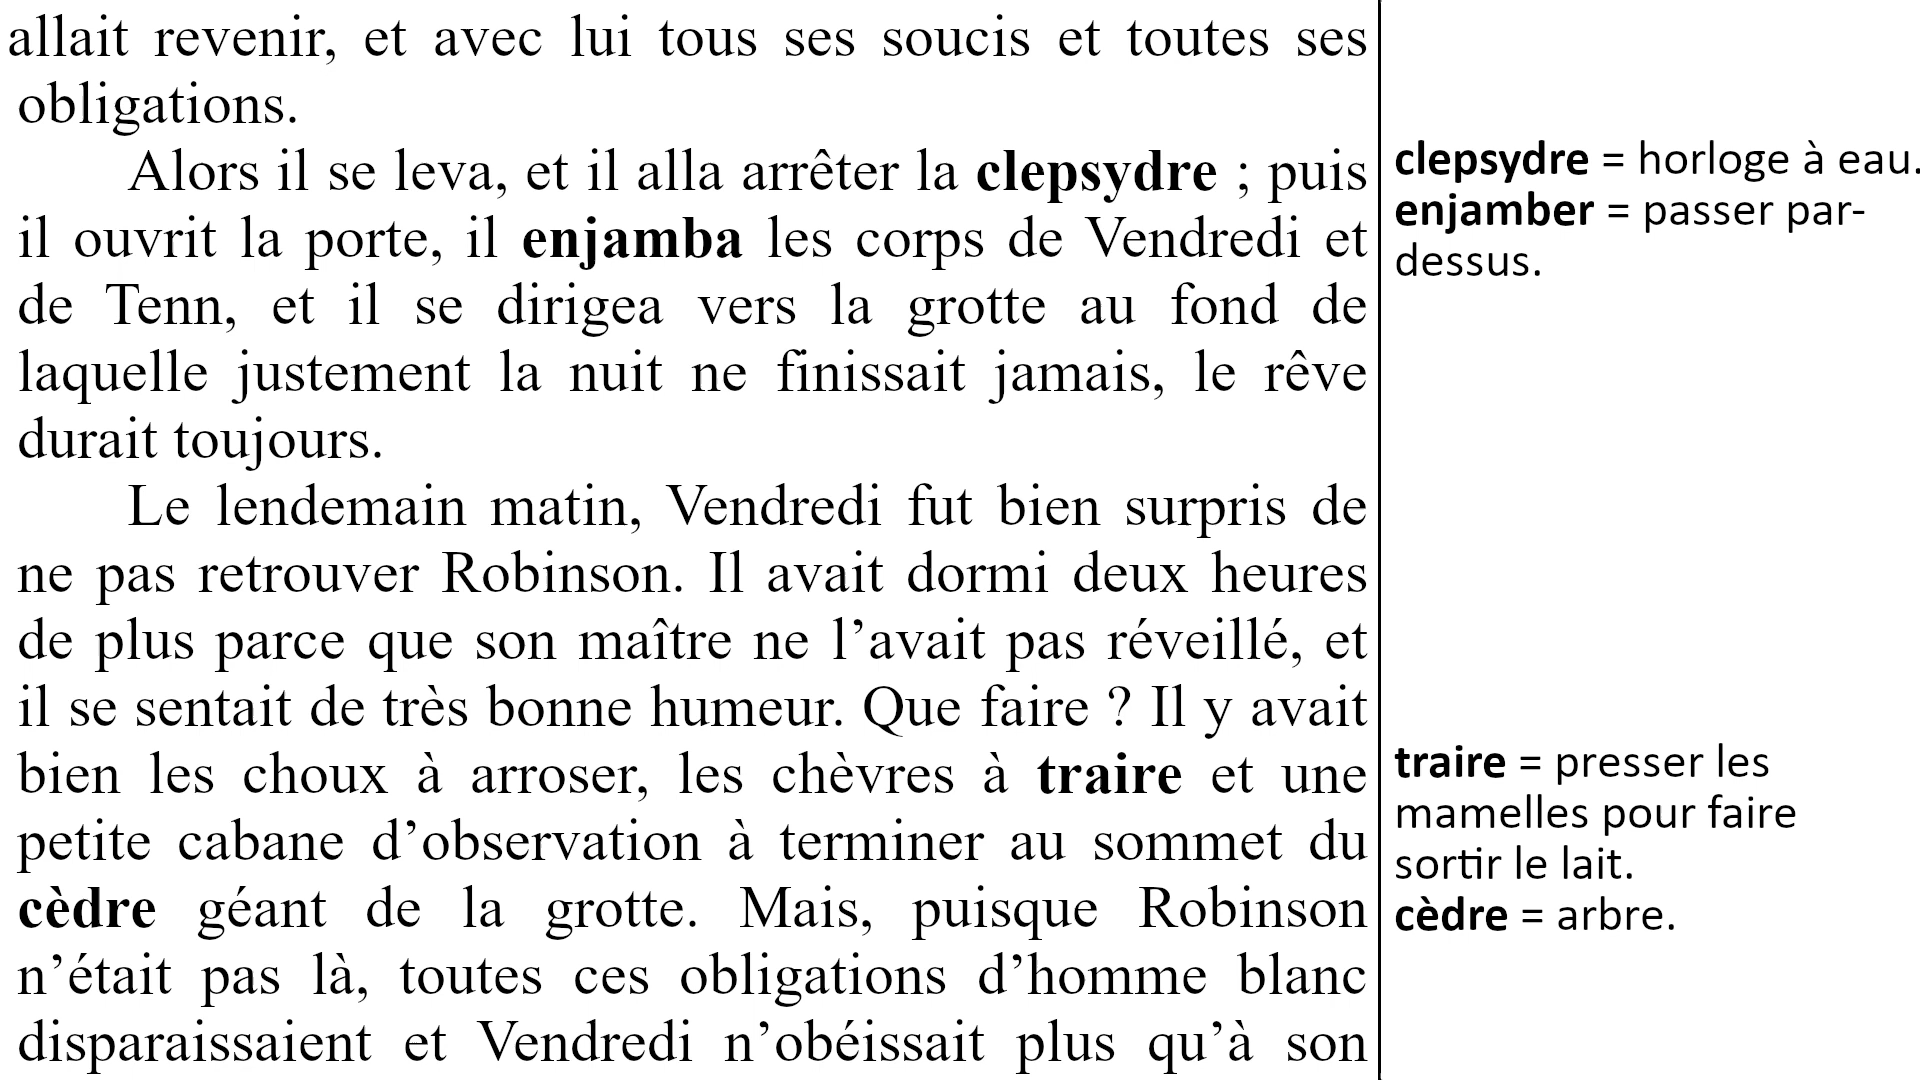 allait revenir, et avec lui tous ses soucis et toutes ses
obligations.
Alors il se leva, et il alla arrêter la clepsydre ; puis
il ouvrit la porte, il enjamba les corps de Vendredi et
de Tenn, et il se dirigea vers la grotte au fond de
laquelle justement la nuit ne finissait jamais, le rêve
durait toujours.
Le lendemain matin, Vendredi fut bien surpris de
ne pas retrouver Robinson. Il avait dormi deux heures
de plus parce que son maître ne l’avait pas réveillé, et
il se sentait de très bonne humeur. Que faire ? Il y avait
bien les choux à arroser, les chèvres à traire et une
petite cabane d’observation à terminer au sommet du
cèdre géant de la grotte. Mais, puisque Robinson
n’était pas là, toutes ces obligations d’homme blanc
disparaissaient et Vendredi n’obéissait plus qu’à son
clepsydre = horloge à eau.
enjamber = passer par-
dessus.
traire = presser les
mamelles pour faire
sortir le lait.
cèdre = arbre.